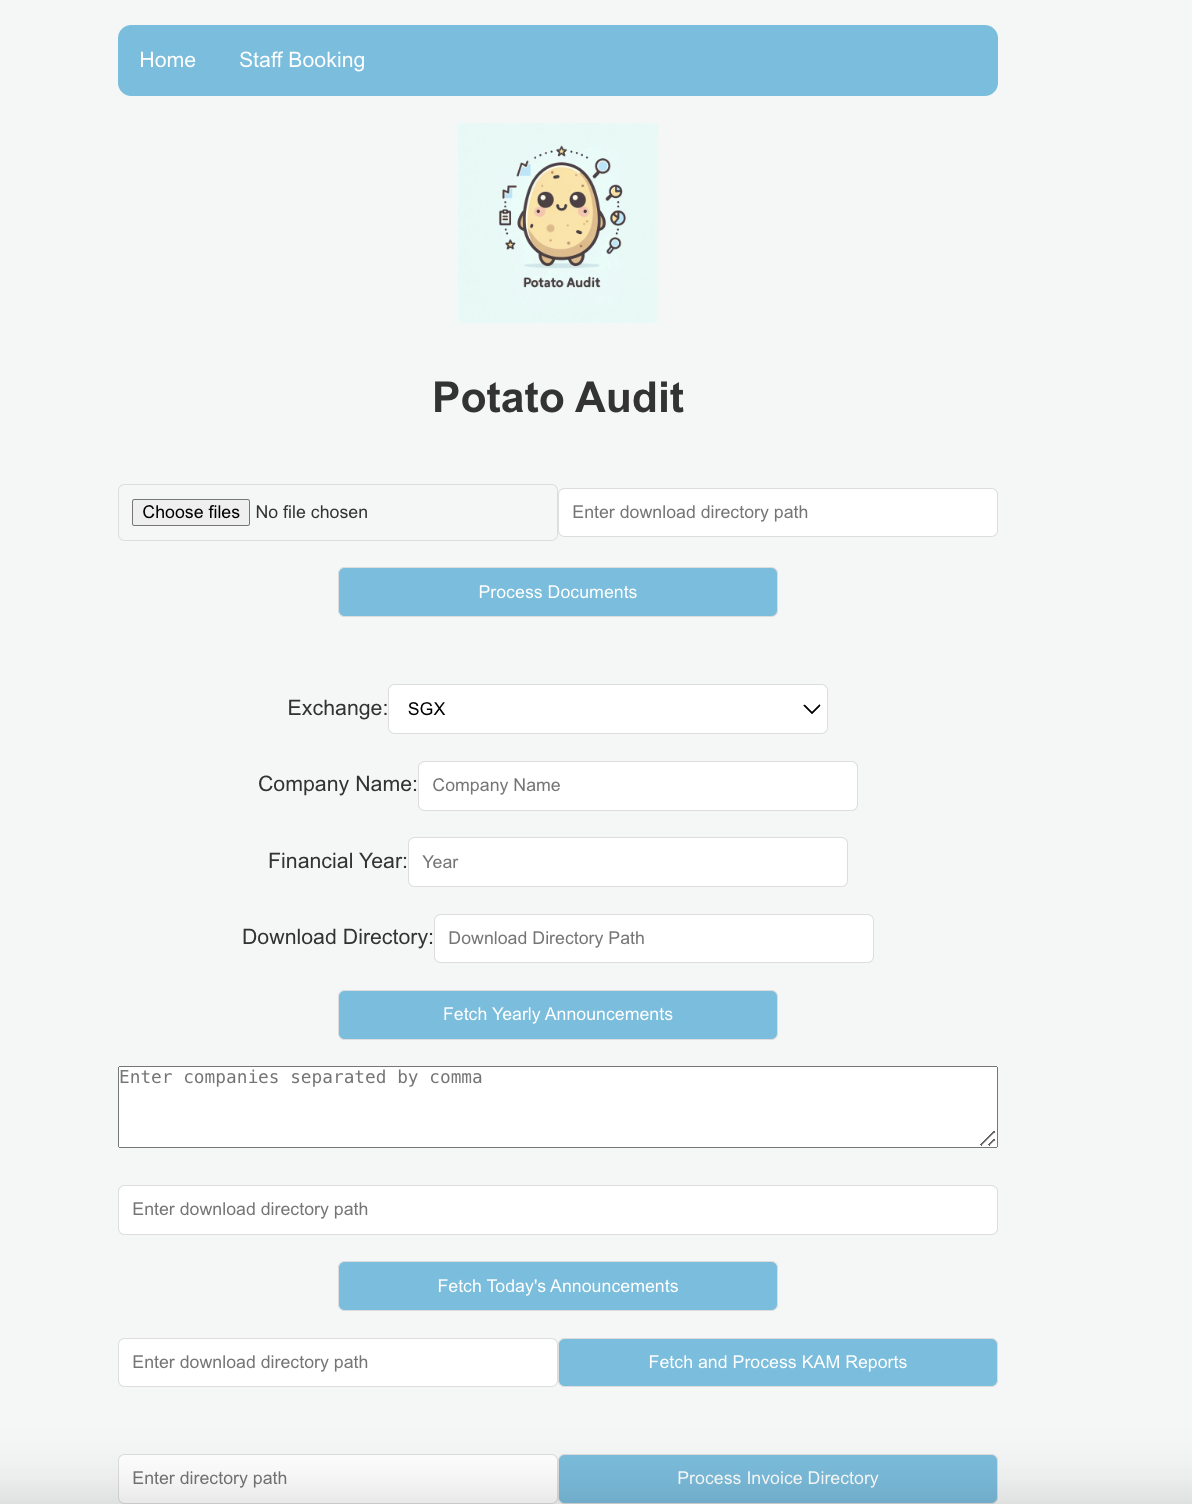 Home Staff Booking
Potato Audit
Potato Audit
Choose files No file chosen Enter download directory path
Process Documents
Exchange: SGX
Company Name: Company Name
Financial Year: Year
Download Directory: Download Directory Path
Fetch Yearly Announcements
Enter companies separated by comma
Enter download directory path
Fetch Today's Announcements
Enter download directory path Fetch and Process KAM Reports
Enter directory path Process Invoice Directory